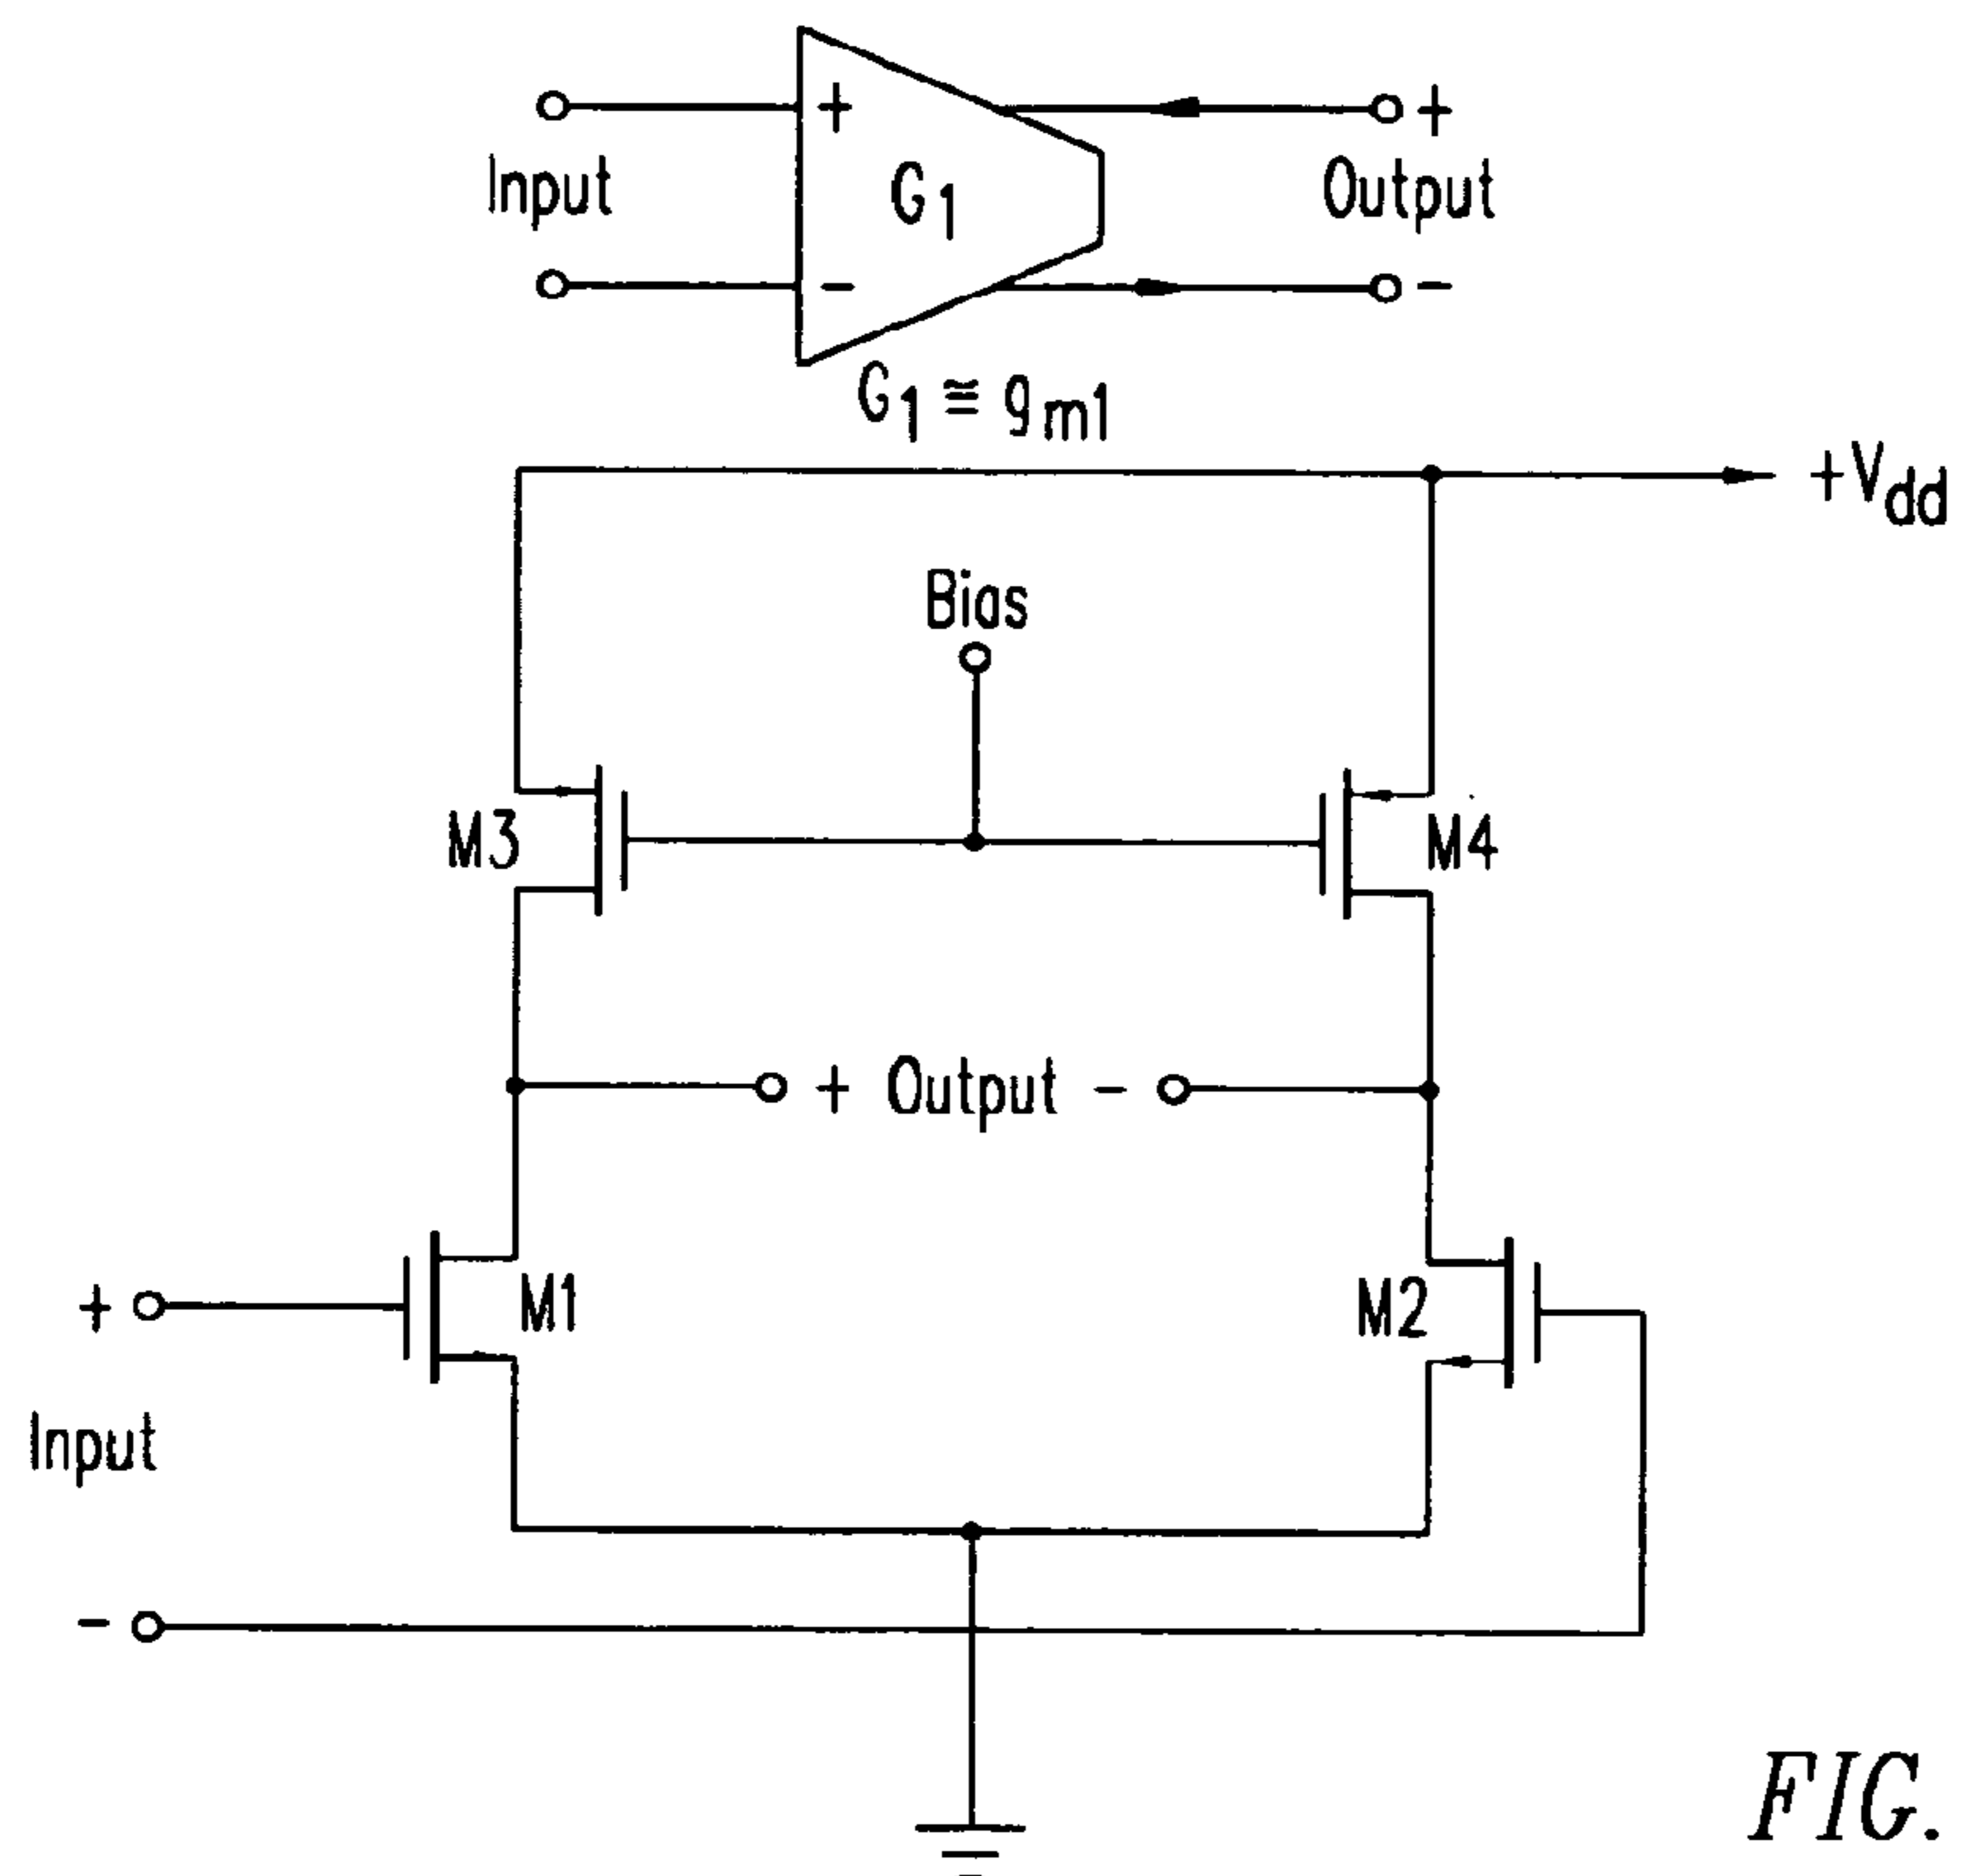 + +
Input G1 Output
- -
G1 ≅ gm1
+Vdd
Bias
M3 M4
+ Output -
+ M1 M2
Input
-
FIG.